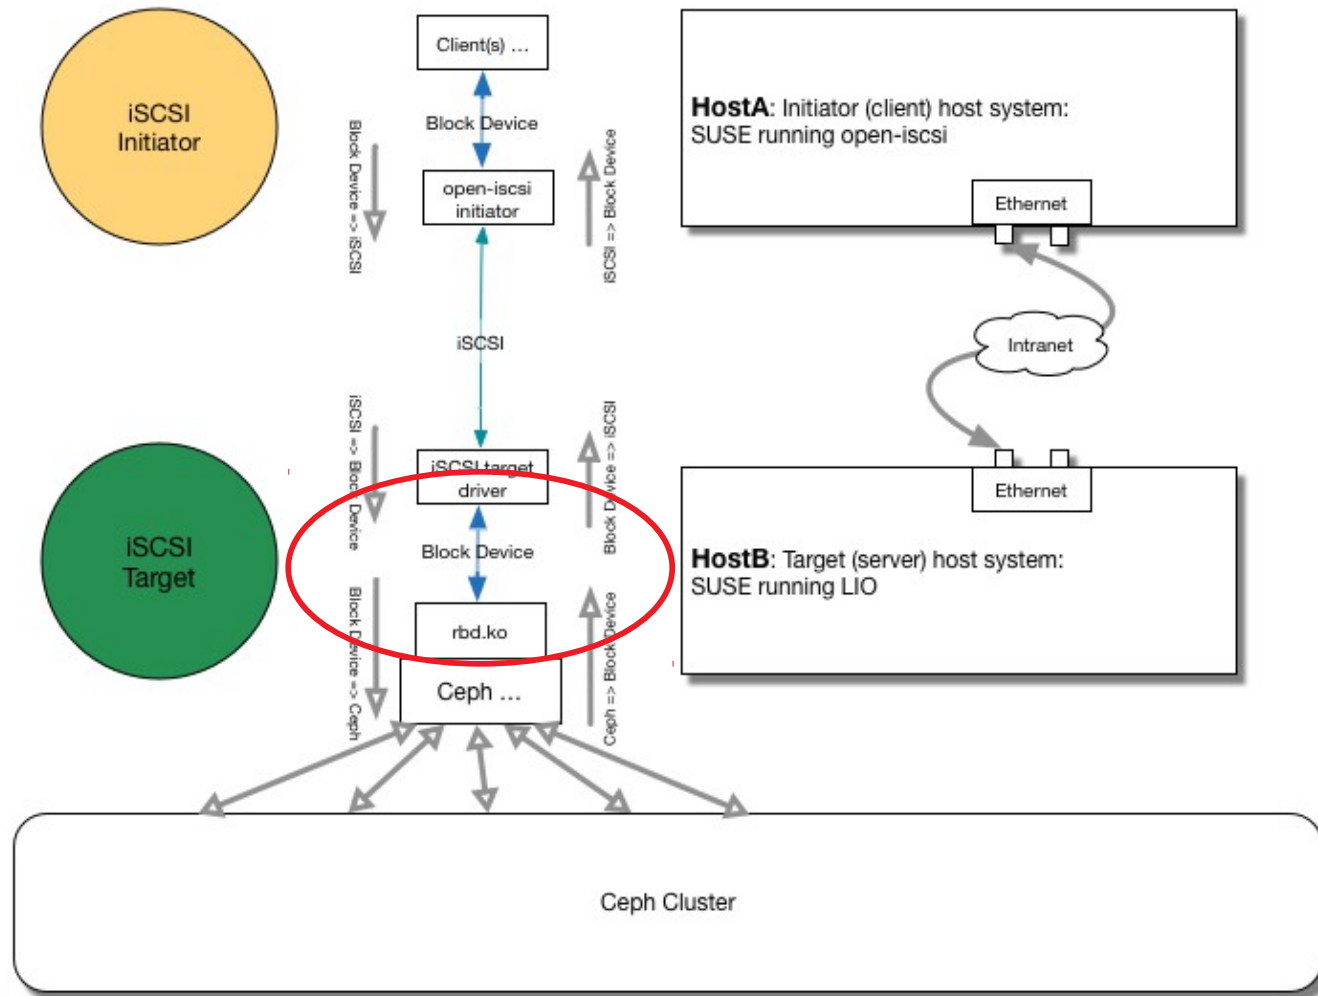 iSCSI
Initiator
Client(s) ...
Block Device
Block Device => iSCSI
iSCSI => Block Device
open-iscsi
initiator
HostA: Initiator (client) host system:
SUSE running open-iscsi
Ethernet
iSCSI
Intranet
iSCSI => Block Device
Block Device => iSCSI
iSCSI target
driver
Ethernet
iSCSI
Target
Block Device
HostB: Target (server) host system:
SUSE running LIO
Block Device => Ceph
Ceph => Block Device
rbd.ko
Ceph ...
Ceph Cluster